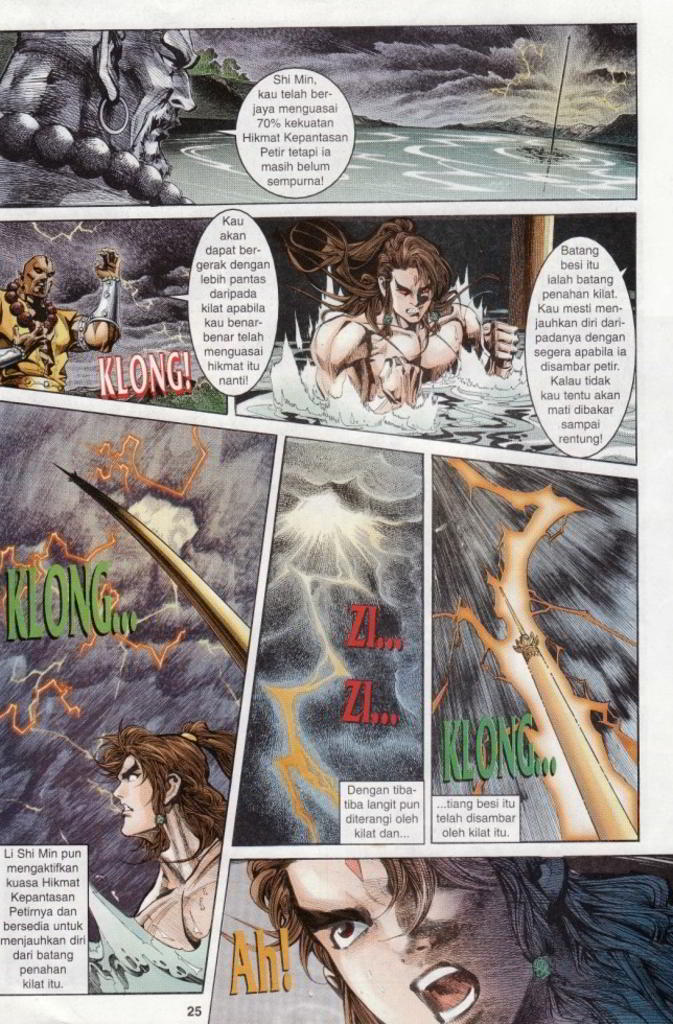 Shi Min,
kau telah ber-
jaya menguasai
70% kekuatan
Hikmat Kepantasan
Petir tetapi ia
masih belum
sempurna!
Kau
akan
dapat ber-
gerak dengan
lebih pantas
daripada
kilat apabila
kau benar-
benar telah
menguasai
hikmat itu
nanti!
KLONG!
Batang
besi itu
ialah batang
penahan kilat.
Kau mesti men-
jauhkan diri dari-
padanya dengan
segera apabila ia
disambar petir.
Kalau tidak
kau tentu akan
mati dibakar
sampai
rentung!
KLONG...
Li Shi Min pun
mengaktifkan
kuasa Hikmat
Kepantasan
Petirnya dan
bersedia untuk
menjauhkan diri
dari batang
penahan
kilat itu.
ZI...
ZI...
Dengan tiba-
tiba langit pun
diterangi oleh
kilat dan...
KLONG...
...tiang besi itu
telah disambar
oleh kilat itu.
Ah!
25